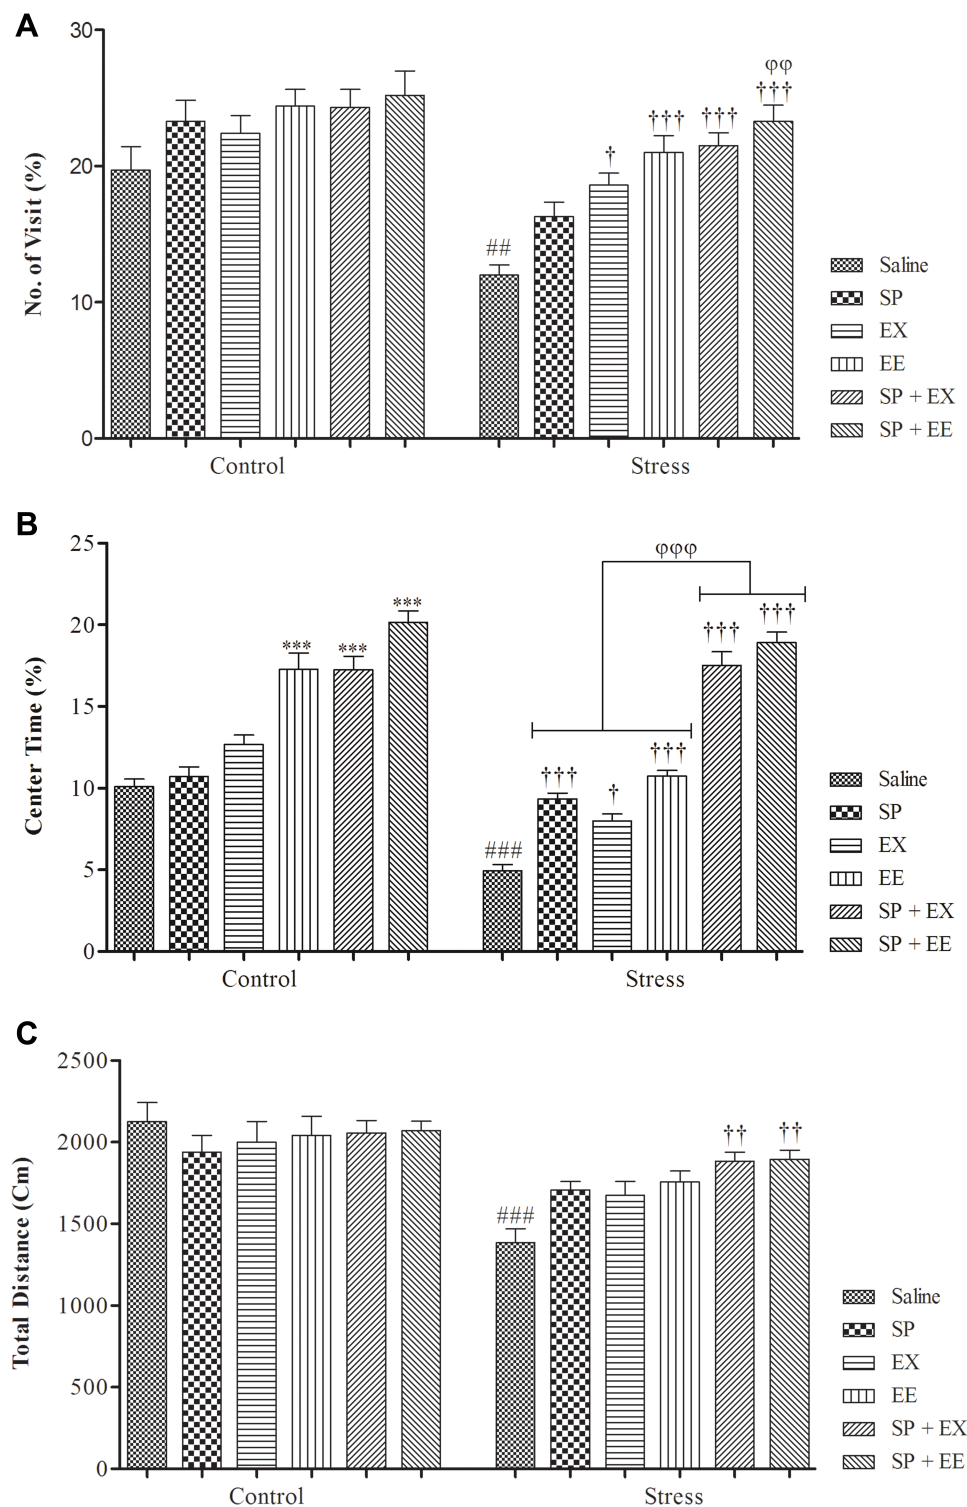 A
30
20
10
0
No. of Visit (%)
##
†
†††
†††
φφ
†††
Control
Stress
Saline
SP
EX
EE
SP + EX
SP + EE
B
25
20
15
10
5
0
Center Time (%)
***
***
***
φφφ
###
†††
†
†††
†††
†††
Control
Stress
Saline
SP
EX
EE
SP + EX
SP + EE
C
2500
2000
1500
1000
500
0
Total Distance (Cm)
###
††
††
Control
Stress
Saline
SP
EX
EE
SP + EX
SP + EE